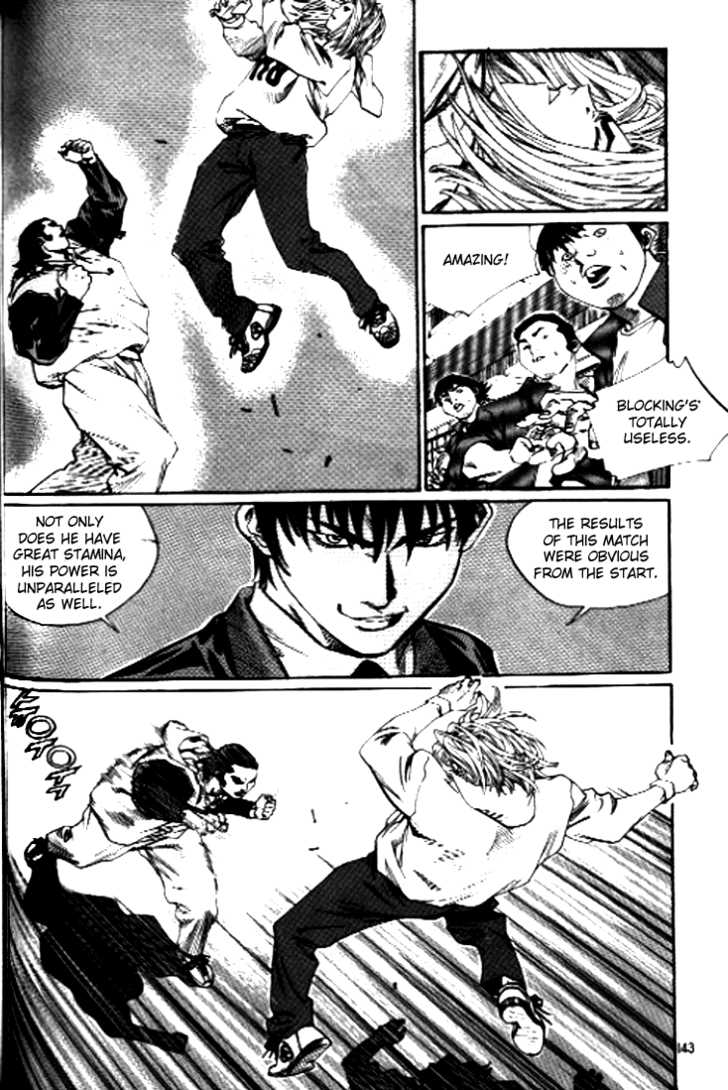 AMAZING!
BLOCKING'S'
TOTALLY
USELESS.
NOT ONLY
DOES HE HAVE
GREAT STAMINA,
HIS POWER IS
UNPARALLELED
AS WELL.
THE RESULTS
OF THIS MATCH
WERE OBVIOUS
FROM THE START.
143